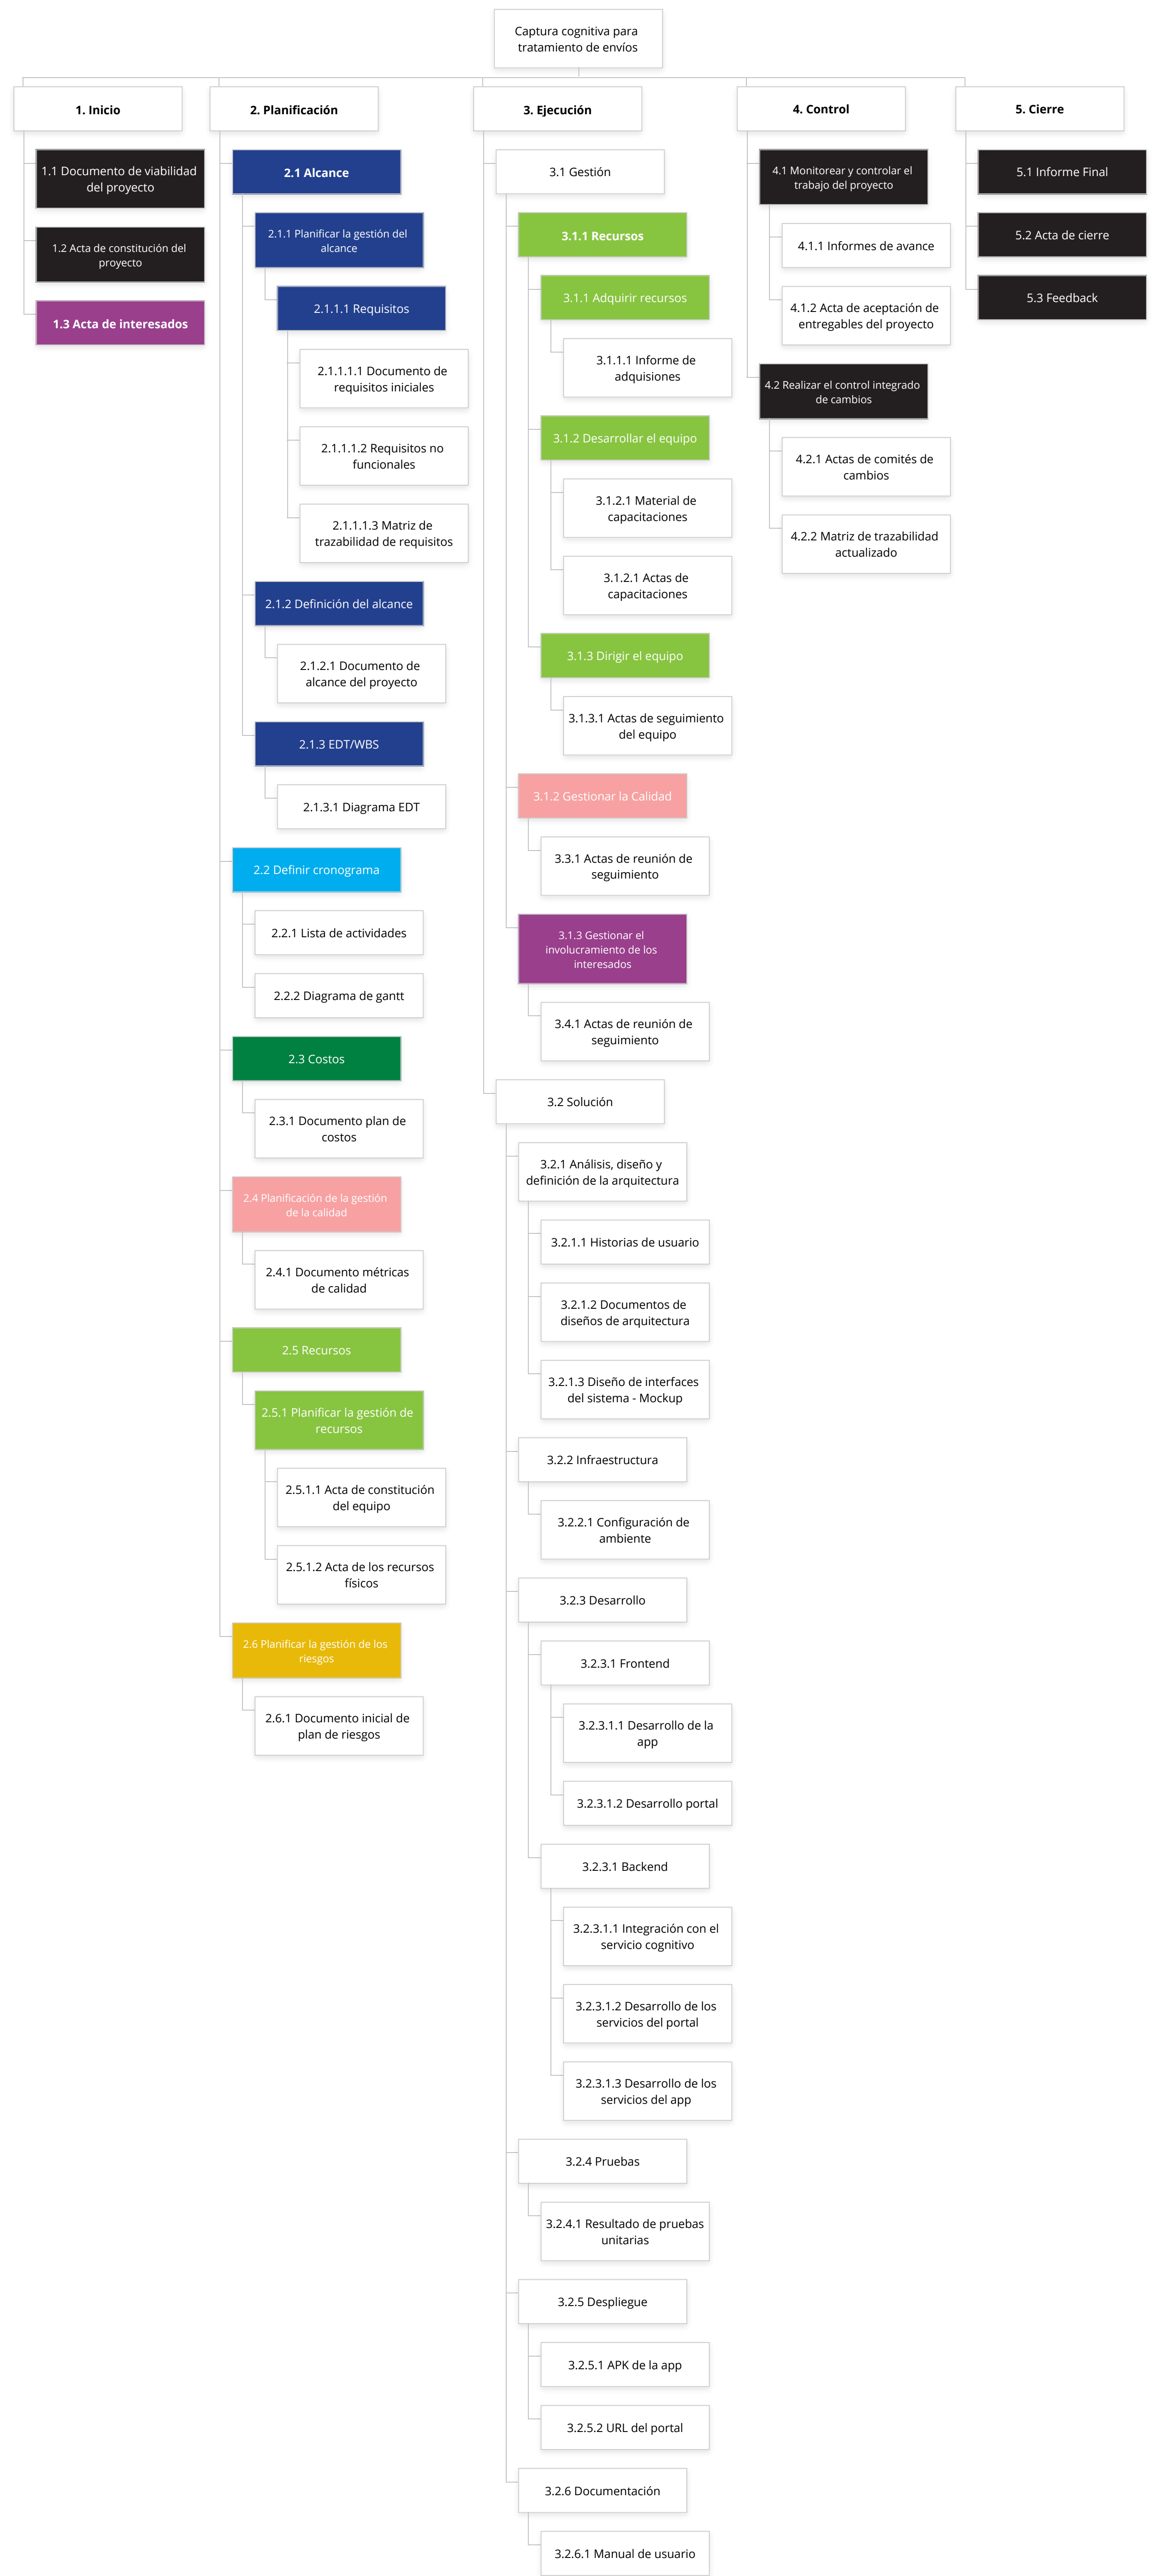 Captura cognitiva para
tratamiento de envíos
1. Inicio
1.1 Documento de viabilidad
del proyecto
1.2 Acta de constitución del
proyecto
1.3 Acta de interesados
2. Planificación
2.1 Alcance
2.1.1 Planificar la gestión del
alcance
2.1.1.1 Requisitos
2.1.1.1.1 Documento de
requisitos iniciales
2.1.1.1.2 Requisitos no
funcionales
2.1.1.1.3 Matriz de
trazabilidad de requisitos
2.1.2 Definición del alcance
2.1.2.1 Documento de
alcance del proyecto
2.1.3 EDT/WBS
2.1.3.1 Diagrama EDT
2.2 Definir cronograma
2.2.1 Lista de actividades
2.2.2 Diagrama de gantt
2.3 Costos
2.3.1 Documento plan de
costos
2.4 Planificación de la gestión
de la calidad
2.4.1 Documento métricas
de calidad
2.5 Recursos
2.5.1 Planificar la gestión de
recursos
2.5.1.1 Acta de constitución
del equipo
2.5.1.2 Acta de los recursos
físicos
2.6 Planificar la gestión de los
riesgos
2.6.1 Documento inicial de
plan de riesgos
3. Ejecución
3.1 Gestión
3.1.1 Recursos
3.1.1 Adquirir recursos
3.1.1.1 Informe de
adquisiones
3.1.2 Desarrollar el equipo
3.1.2.1 Material de
capacitaciones
3.1.2.1 Actas de
capacitaciones
3.1.3 Dirigir el equipo
3.1.3.1 Actas de seguimiento
del equipo
3.1.2 Gestionar la Calidad
3.3.1 Actas de reunión de
seguimiento
3.1.3 Gestionar el
involucramiento de los
interesados
3.4.1 Actas de reunión de
seguimiento
3.2 Solución
3.2.1 Análisis, diseño y
definición de la arquitectura
3.2.1.1 Historias de usuario
3.2.1.2 Documentos de
diseños de arquitectura
3.2.1.3 Diseño de interfaces
del sistema - Mockup
3.2.2 Infraestructura
3.2.2.1 Configuración de
ambiente
3.2.3 Desarrollo
3.2.3.1 Frontend
3.2.3.1.1 Desarrollo de la
app
3.2.3.1.2 Desarrollo portal
3.2.3.1 Backend
3.2.3.1.1 Integración con el
servicio cognitivo
3.2.3.1.2 Desarrollo de los
servicios del portal
3.2.3.1.3 Desarrollo de los
servicios del app
3.2.4 Pruebas
3.2.4.1 Resultado de pruebas
unitarias
3.2.5 Despliegue
3.2.5.1 APK de la app
3.2.5.2 URL del portal
3.2.6 Documentación
3.2.6.1 Manual de usuario
4. Control
4.1 Monitorear y controlar el
trabajo del proyecto
4.1.1 Informes de avance
4.1.2 Acta de aceptación de
entregables del proyecto
4.2 Realizar el control integrado
de cambios
4.2.1 Actas de comités de
cambios
4.2.2 Matriz de trazabilidad
actualizado
5. Cierre
5.1 Informe Final
5.2 Acta de cierre
5.3 Feedback